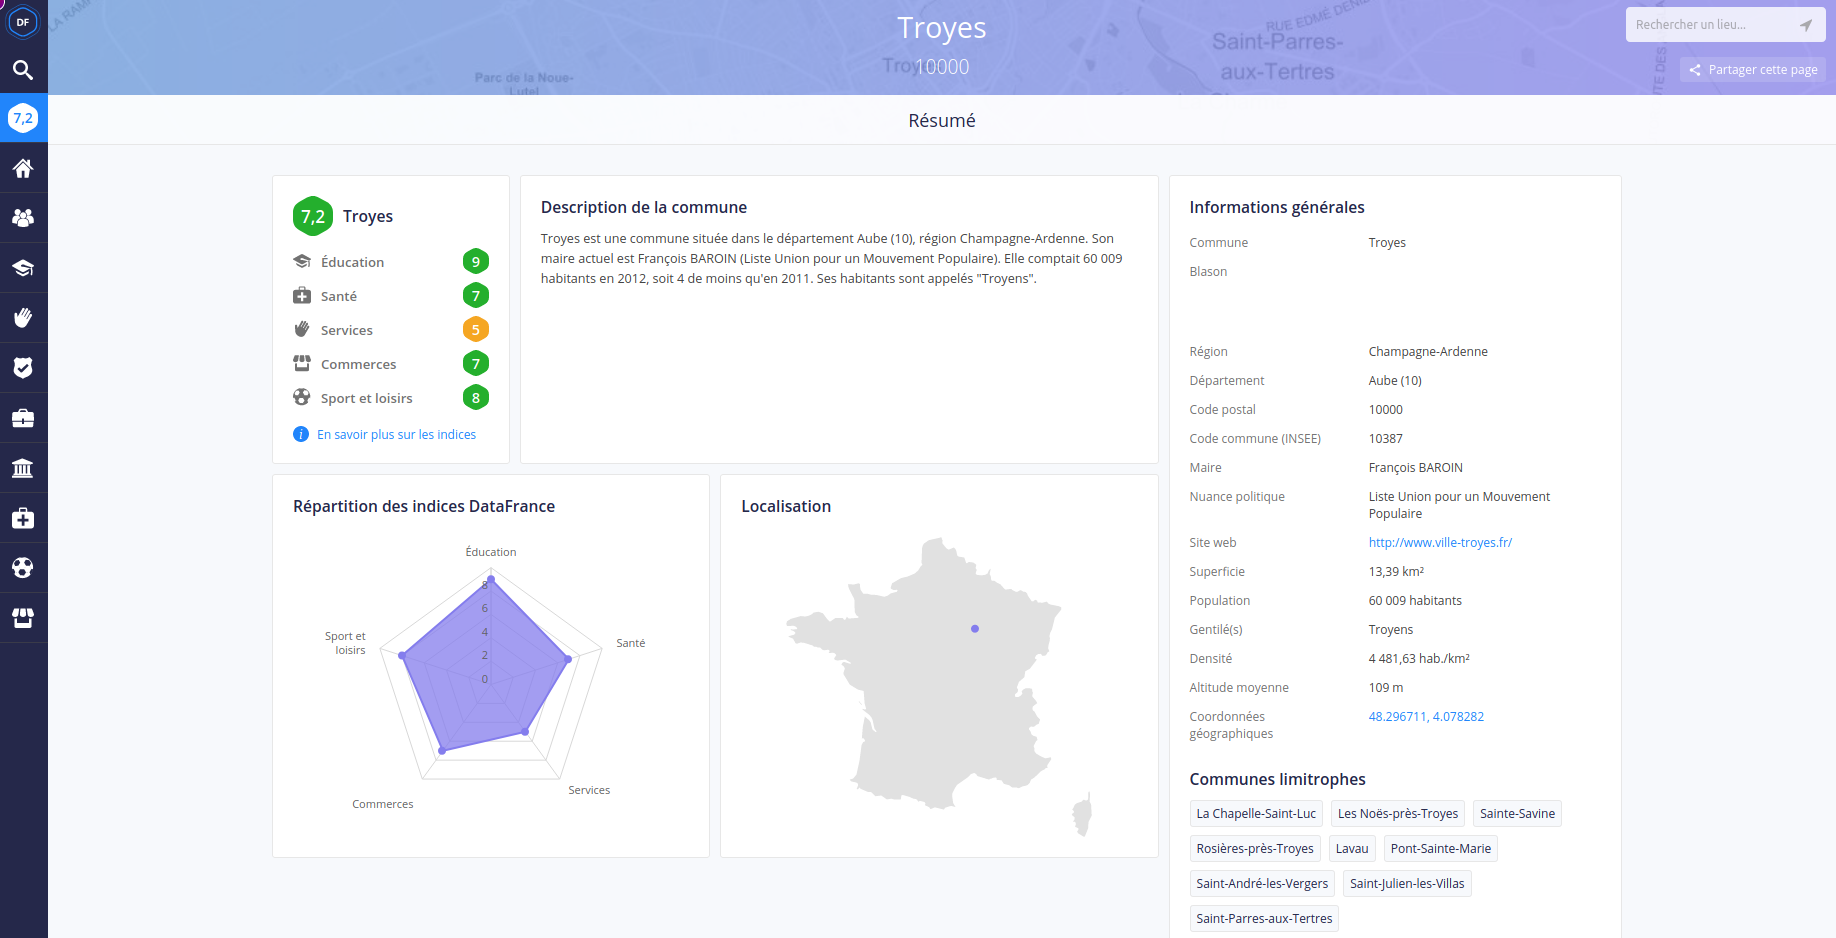 DF
7,2
LA RAM
Parc de la Noue-
Lutel
Troyes
Troyes
10000
RUE EDMÉ DENIZ
Saint-Parres-
aux-Tertres
Rechercher un lieu...
Partager cette page
Résumé
7,2 Troyes
Éducation 9
Santé 7
Services 5
Commerces 7
Sport et loisirs 8
i En savoir plus sur les indices
Description de la commune
Troyes est une commune située dans le département Aube (10), région Champagne-Ardenne. Son
maire actuel est François BAROIN (Liste Union pour un Mouvement Populaire). Elle comptait 60 009
habitants en 2012, soit 4 de moins qu'en 2011. Ses habitants sont appelés "Troyens".
Répartition des indices DataFrance
Éducation
8
6
4
2
0
Sport et
loisirs
Santé
Services
Commerces
Localisation
Informations générales
Commune Troyes
Blason
Région Champagne-Ardenne
Département Aube (10)
Code postal 10000
Code commune (INSEE) 10387
Maire François BAROIN
Nuance politique Liste Union pour un Mouvement
Populaire
Site web http://www.ville-troyes.fr/
Superficie 13,39 km²
Population 60 009 habitants
Gentilé(s) Troyens
Densité 4 481,63 hab./km²
Altitude moyenne 109 m
Coordonnées 48.296711, 4.078282
géographiques
Communes limitrophes
La Chapelle-Saint-Luc Les Noës-près-Troyes Sainte-Savine
Rosières-près-Troyes Lavau Pont-Sainte-Marie
Saint-André-les-Vergers Saint-Julien-les-Villas
Saint-Parres-aux-Tertres